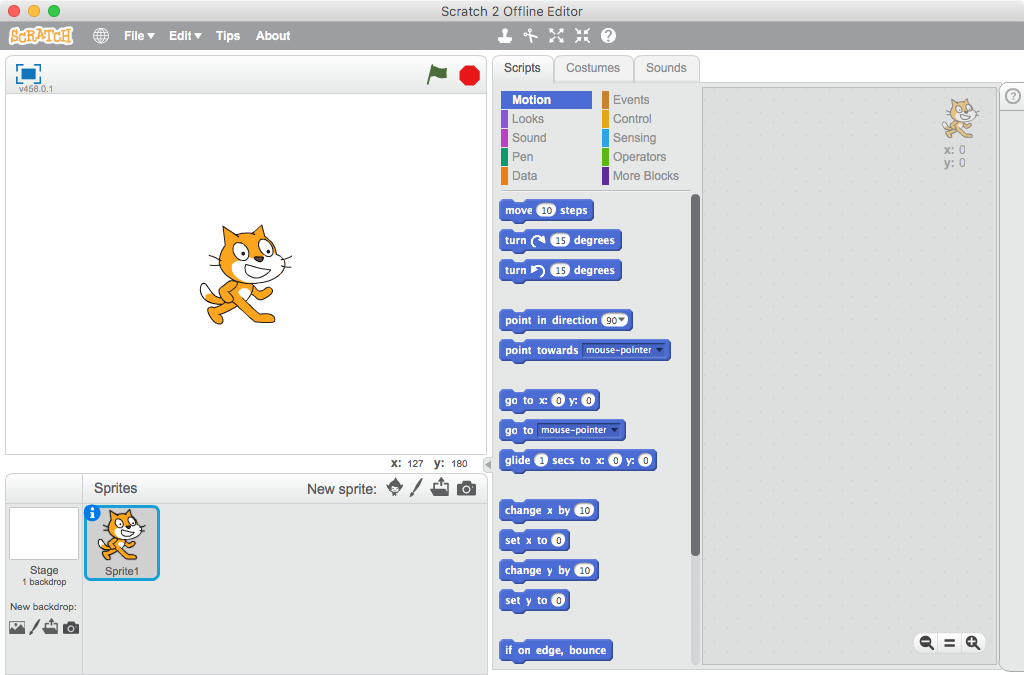 Scratch 2 Offline Editor
SCRATCH File Edit Tips About
v458.0.1
Scripts Costumes Sounds
Motion
Looks
Sound
Pen
Data
Events
Control
Sensing
Operators
More Blocks
x: 0
y: 0
move 10 steps
turn 15 degrees
turn 15 degrees
point in direction 90
point towards mouse-pointer
go to x: 0 y: 0
go to mouse-pointer
glide 1 secs to x: 0 y: 0
change x by 10
set x to 0
change y by 10
set y to 0
if on edge, bounce
x: 127 y: 180
Sprites New sprite:
Stage
1 backdrop
New backdrop:
Sprite1